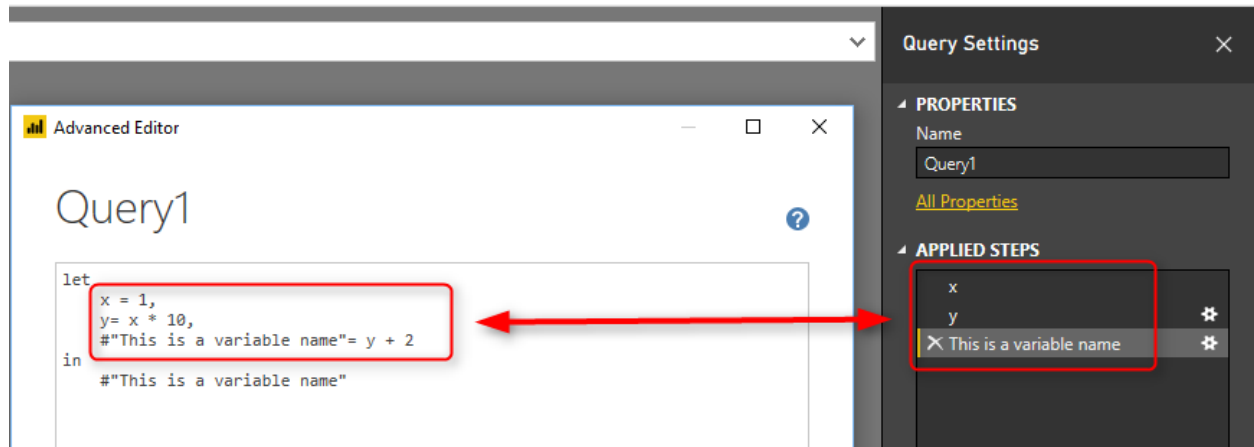 Advanced Editor
Query1
let
x = 1,
y= x * 10,
#"This is a variable name"= y + 2
in
#"This is a variable name"
Query Settings
PROPERTIES
Name
Query1
All Properties
APPLIED STEPS
x
y
This is a variable name